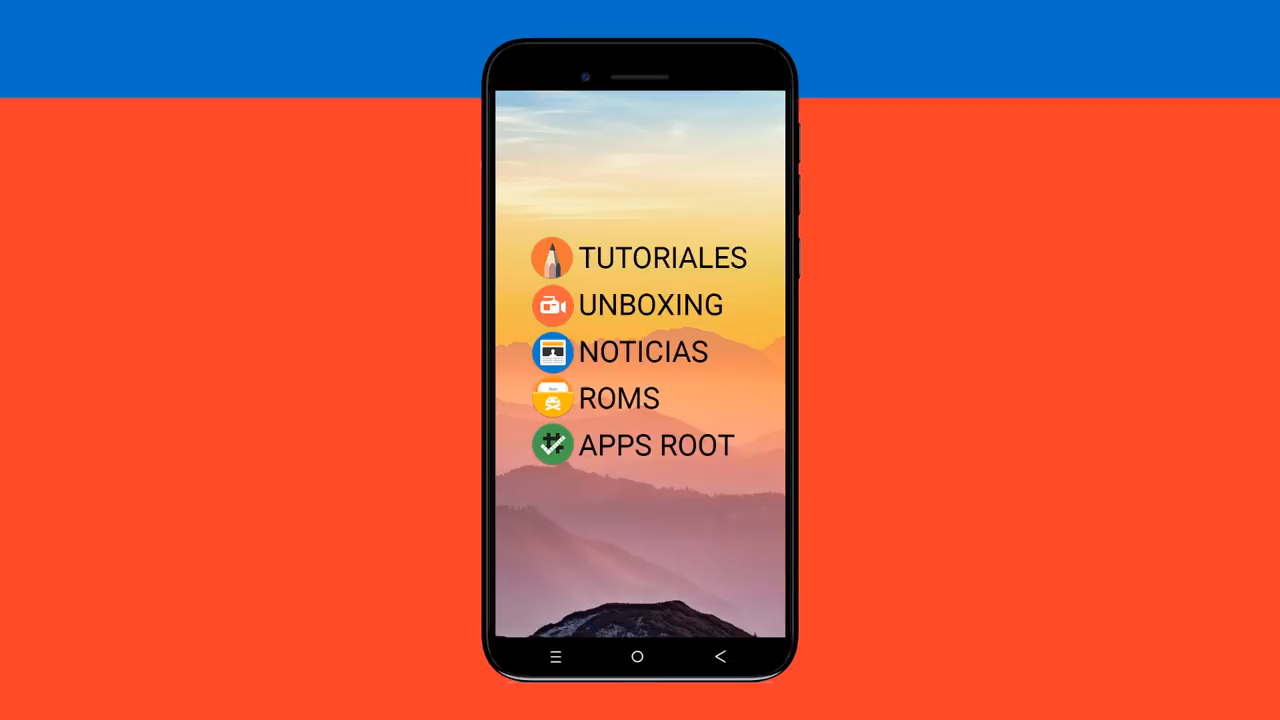 TUTORIALES
UNBOXING
NOTICIAS
ROMS
APPS ROOT